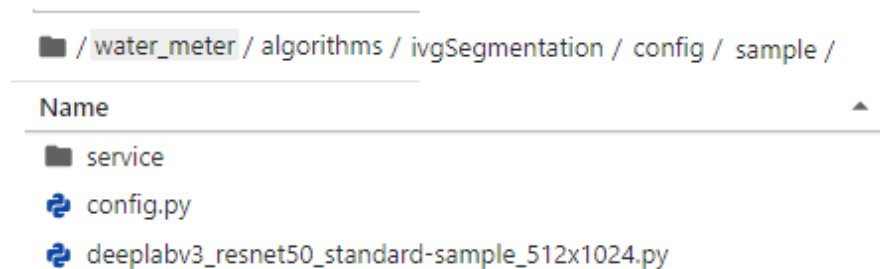 / water_meter / algorithms / ivgSegmentation / config / sample /
Name
service
config.py
deeplabv3_resnet50_standard-sample_512x1024.py